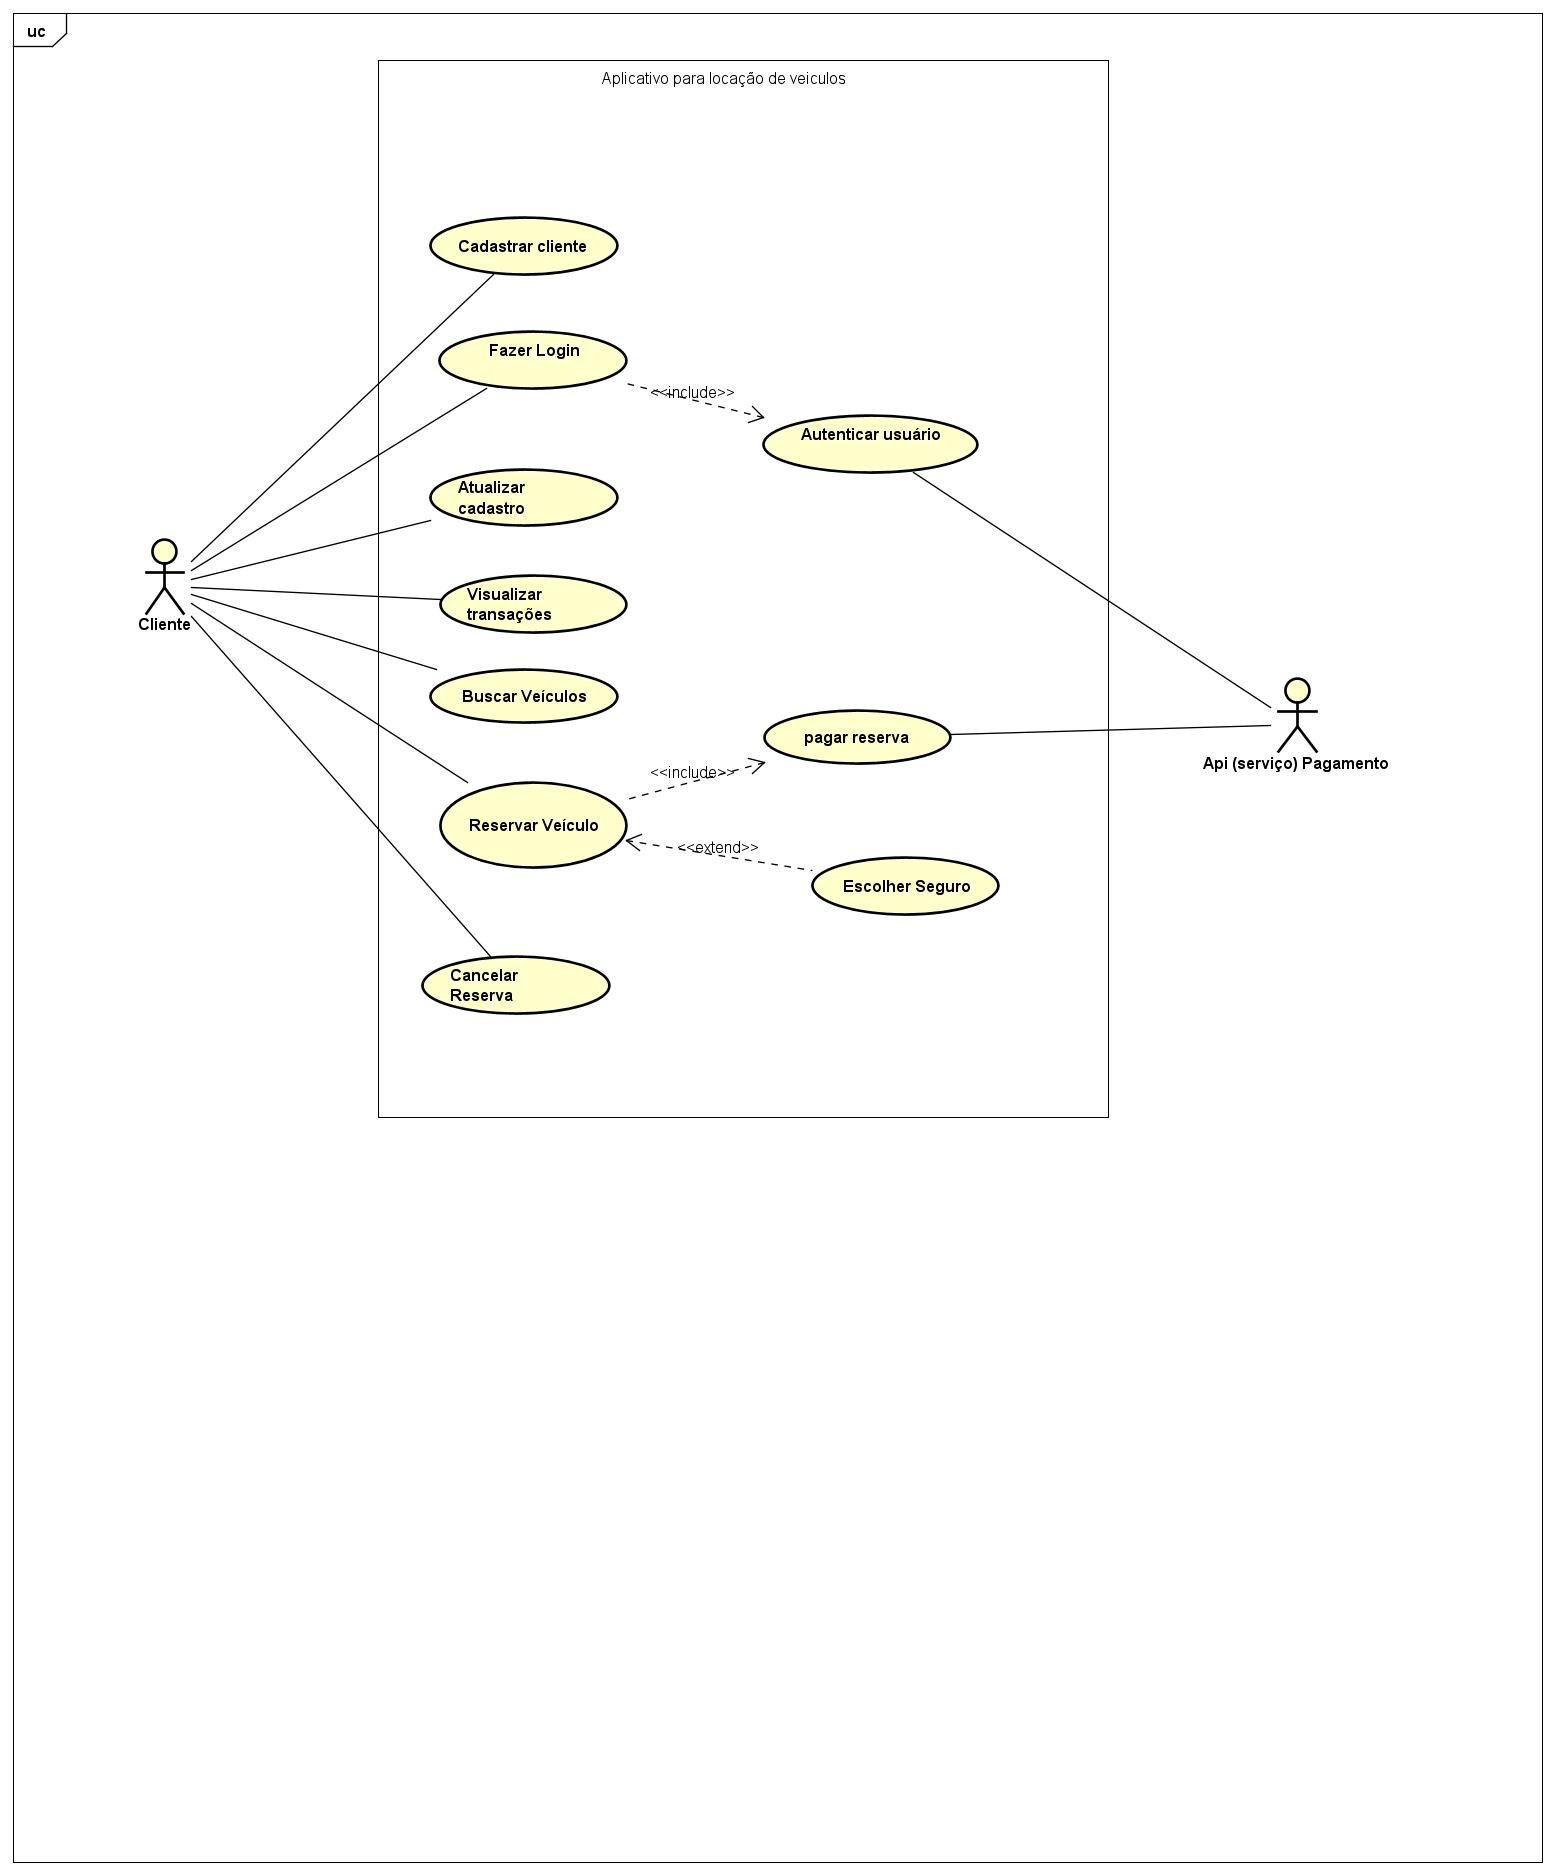 uc
Aplicativo para locação de veiculos
Cadastrar cliente
Fazer Login
<<include>>
Autenticar usuário
Atualizar
cadastro
Visualizar
transações
Cliente
Buscar Veículos
pagar reserva
Api (serviço) Pagamento
<<include>>
Reservar Veículo
<<extend>>
Escolher Seguro
Cancelar
Reserva